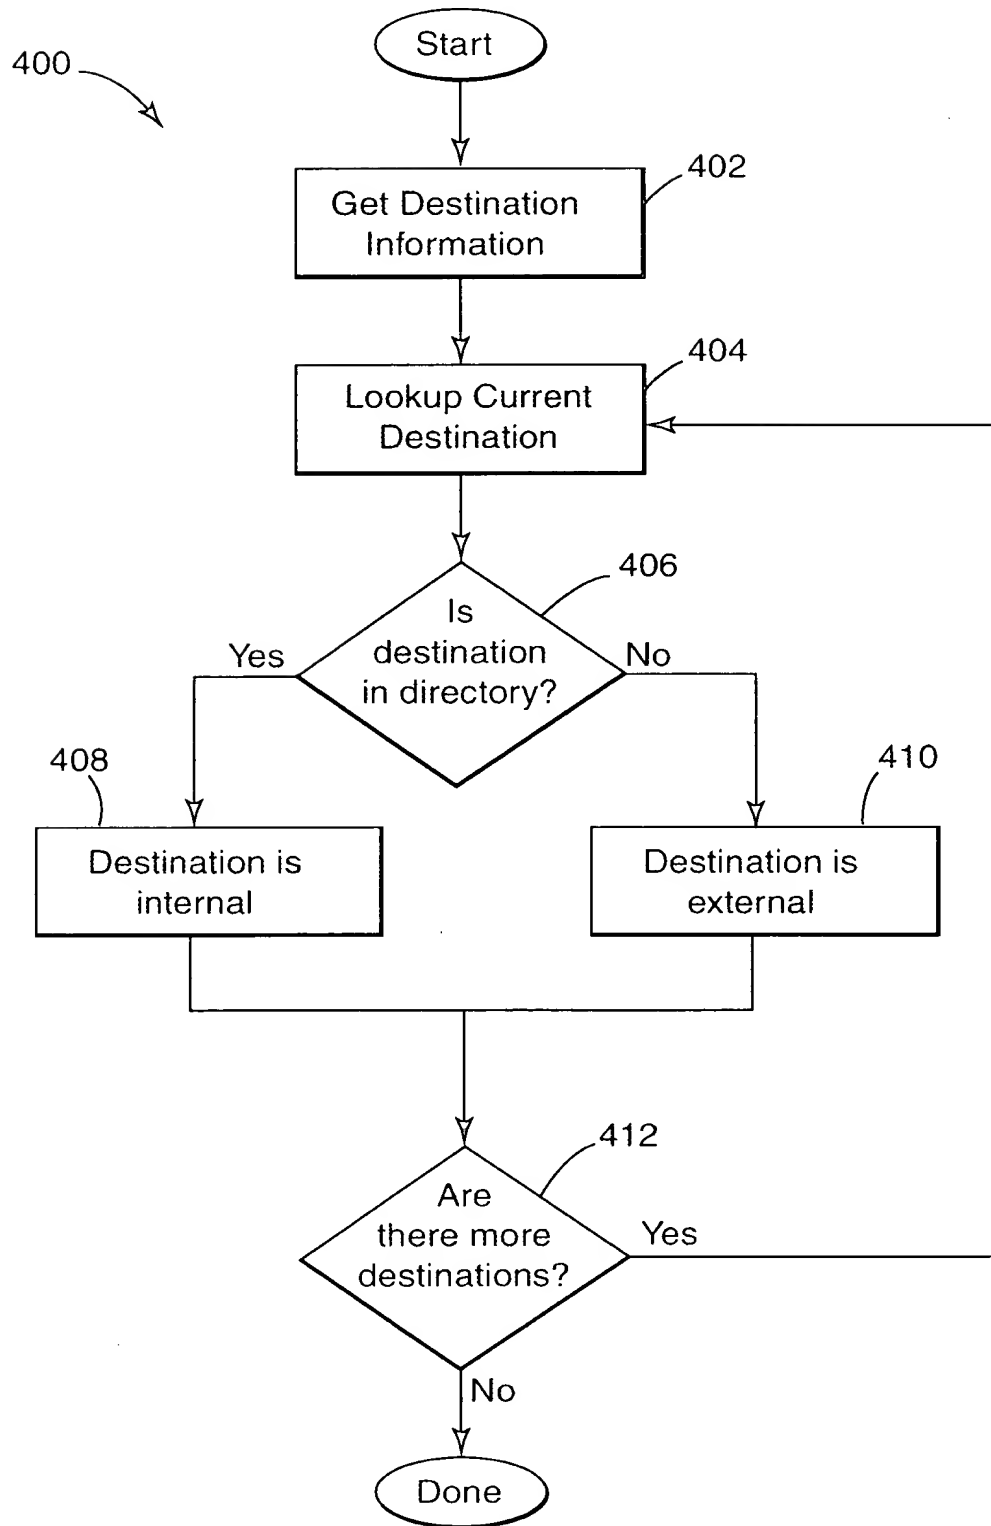 Start
400
402
Get Destination
Information
404
Lookup Current
Destination
406
Is
destination
in directory?
Yes
No
408
410
Destination is
internal
Destination is
external
412
Are
there more
destinations?
Yes
No
Done